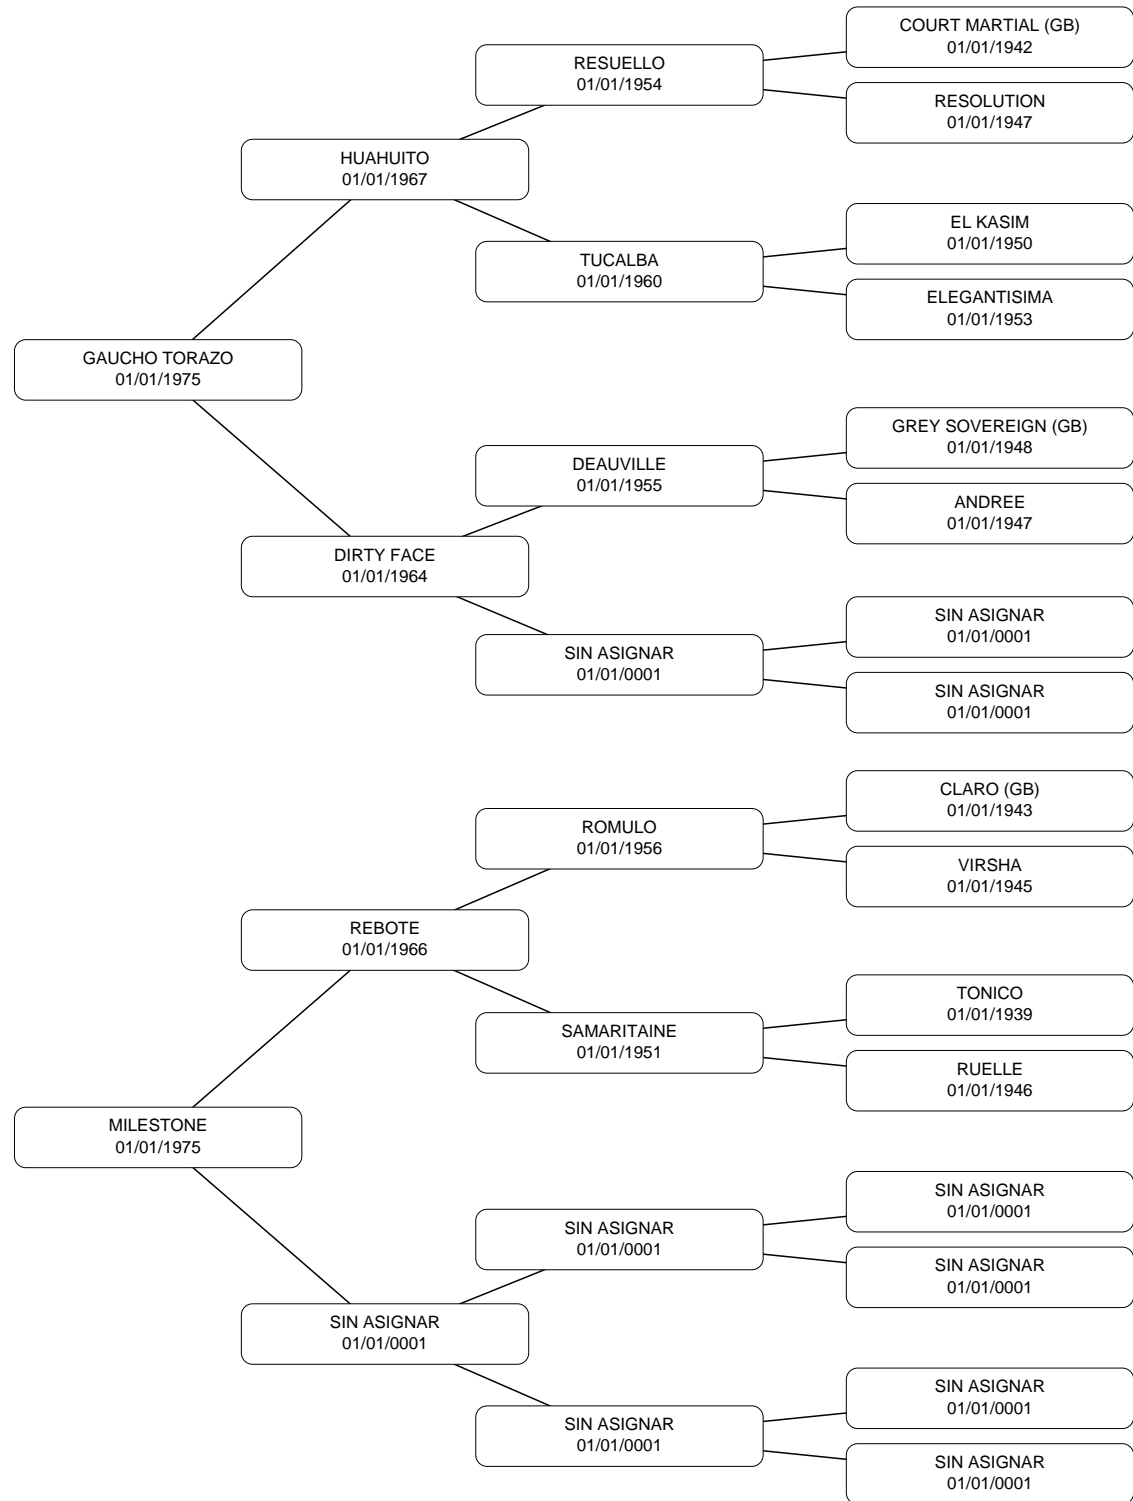 COURT MARTIAL (GB)
01/01/1942
RESUELLO
01/01/1954
RESOLUTION
01/01/1947
HUAHUITO
01/01/1967
EL KASIM
01/01/1950
TUCALBA
01/01/1960
ELEGANTISIMA
01/01/1953
GAUCHO TORAZO
01/01/1975
GREY SOVEREIGN (GB)
01/01/1948
DEAUVILLE
01/01/1955
ANDREE
01/01/1947
DIRTY FACE
01/01/1964
SIN ASIGNAR
01/01/0001
SIN ASIGNAR
01/01/0001
SIN ASIGNAR
01/01/0001
CLARO (GB)
01/01/1943
ROMULO
01/01/1956
VIRSHA
01/01/1945
REBOTE
01/01/1966
TONICO
01/01/1939
SAMARITAINE
01/01/1951
RUELLE
01/01/1946
MILESTONE
01/01/1975
SIN ASIGNAR
01/01/0001
SIN ASIGNAR
01/01/0001
SIN ASIGNAR
01/01/0001
SIN ASIGNAR
01/01/0001
SIN ASIGNAR
01/01/0001
SIN ASIGNAR
01/01/0001
SIN ASIGNAR
01/01/0001